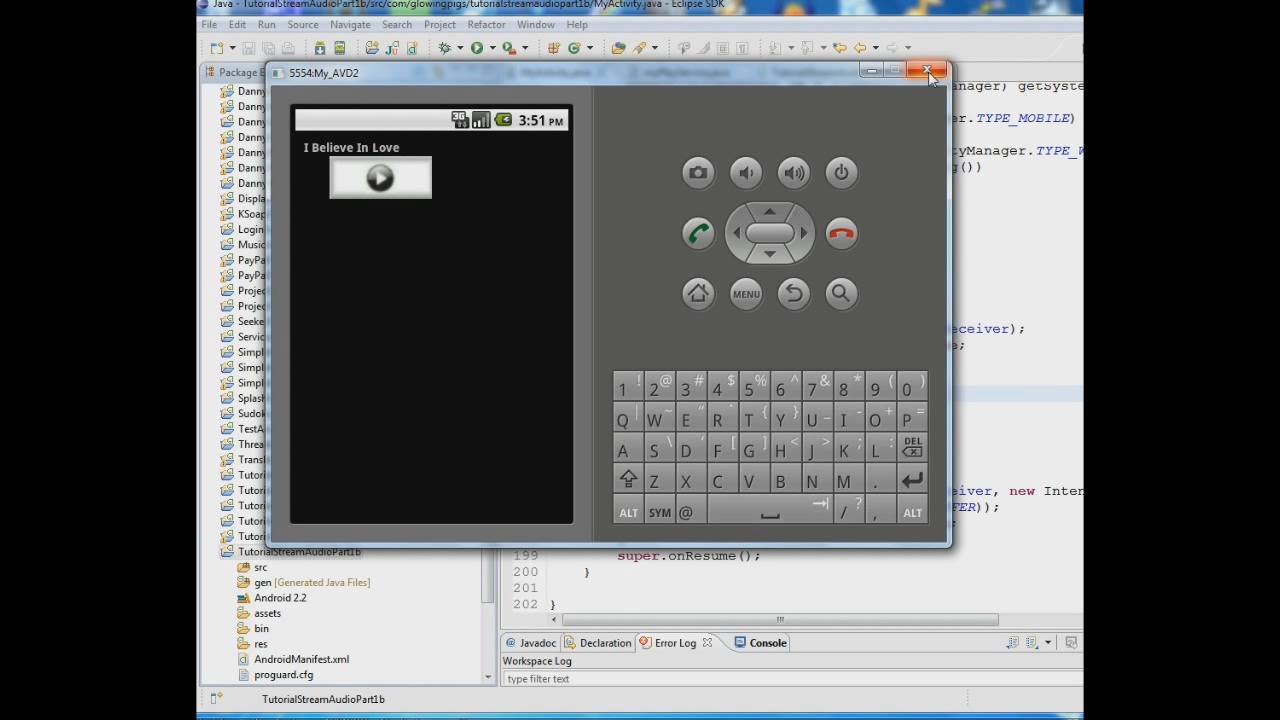 Java - TutorialStreamAudioPart1b/src/com/glowingpigs/tutorialstreamaudiopart1b/MyActivity.java - Eclipse SDK
File Edit Run Source Navigate Search Project Refactor Window Help
Package E
5554:My_AVD2
3G 3:51 PM
I Believe In Love
MENU
1 ! 2 @ 3 # 4 $ 5 % 6 ^ 7 & 8 * 9 ( 0 )
Q | W ~ E " R ` T { Y } U _ I - O + P =
A S \ D ' F [ G ] H < J > K ; L : DEL
Z X C V B N M .
ALT SYM @ / ? , ALT
Danny
Danny
Danny
Danny
Danny
Danny
Danny
Displa
KSoap
Login
Music
PayPa
PayPa
Projec
Projec
Seeke
Servic
Simpl
Simpl
Simpl
Splas
Sudok
TestA
Threa
Transf
Tutori
Tutori
Tutori
Tutori
Tutori
TutorialStreamAudioPart1b
src
gen [Generated Java Files]
Android 2.2
assets
bin
res
AndroidManifest.xml
proguard.cfg
anager) getSystem
er.TYPE_MOBILE)
tyManager.TYPE_W
g())
eceiver);
e;
eiver, new Inten
FER));
;
199 super.onResume();
200 }
201
202 }
Javadoc Declaration Error Log Console
Workspace Log
type filter text
TutorialStreamAudioPart1b